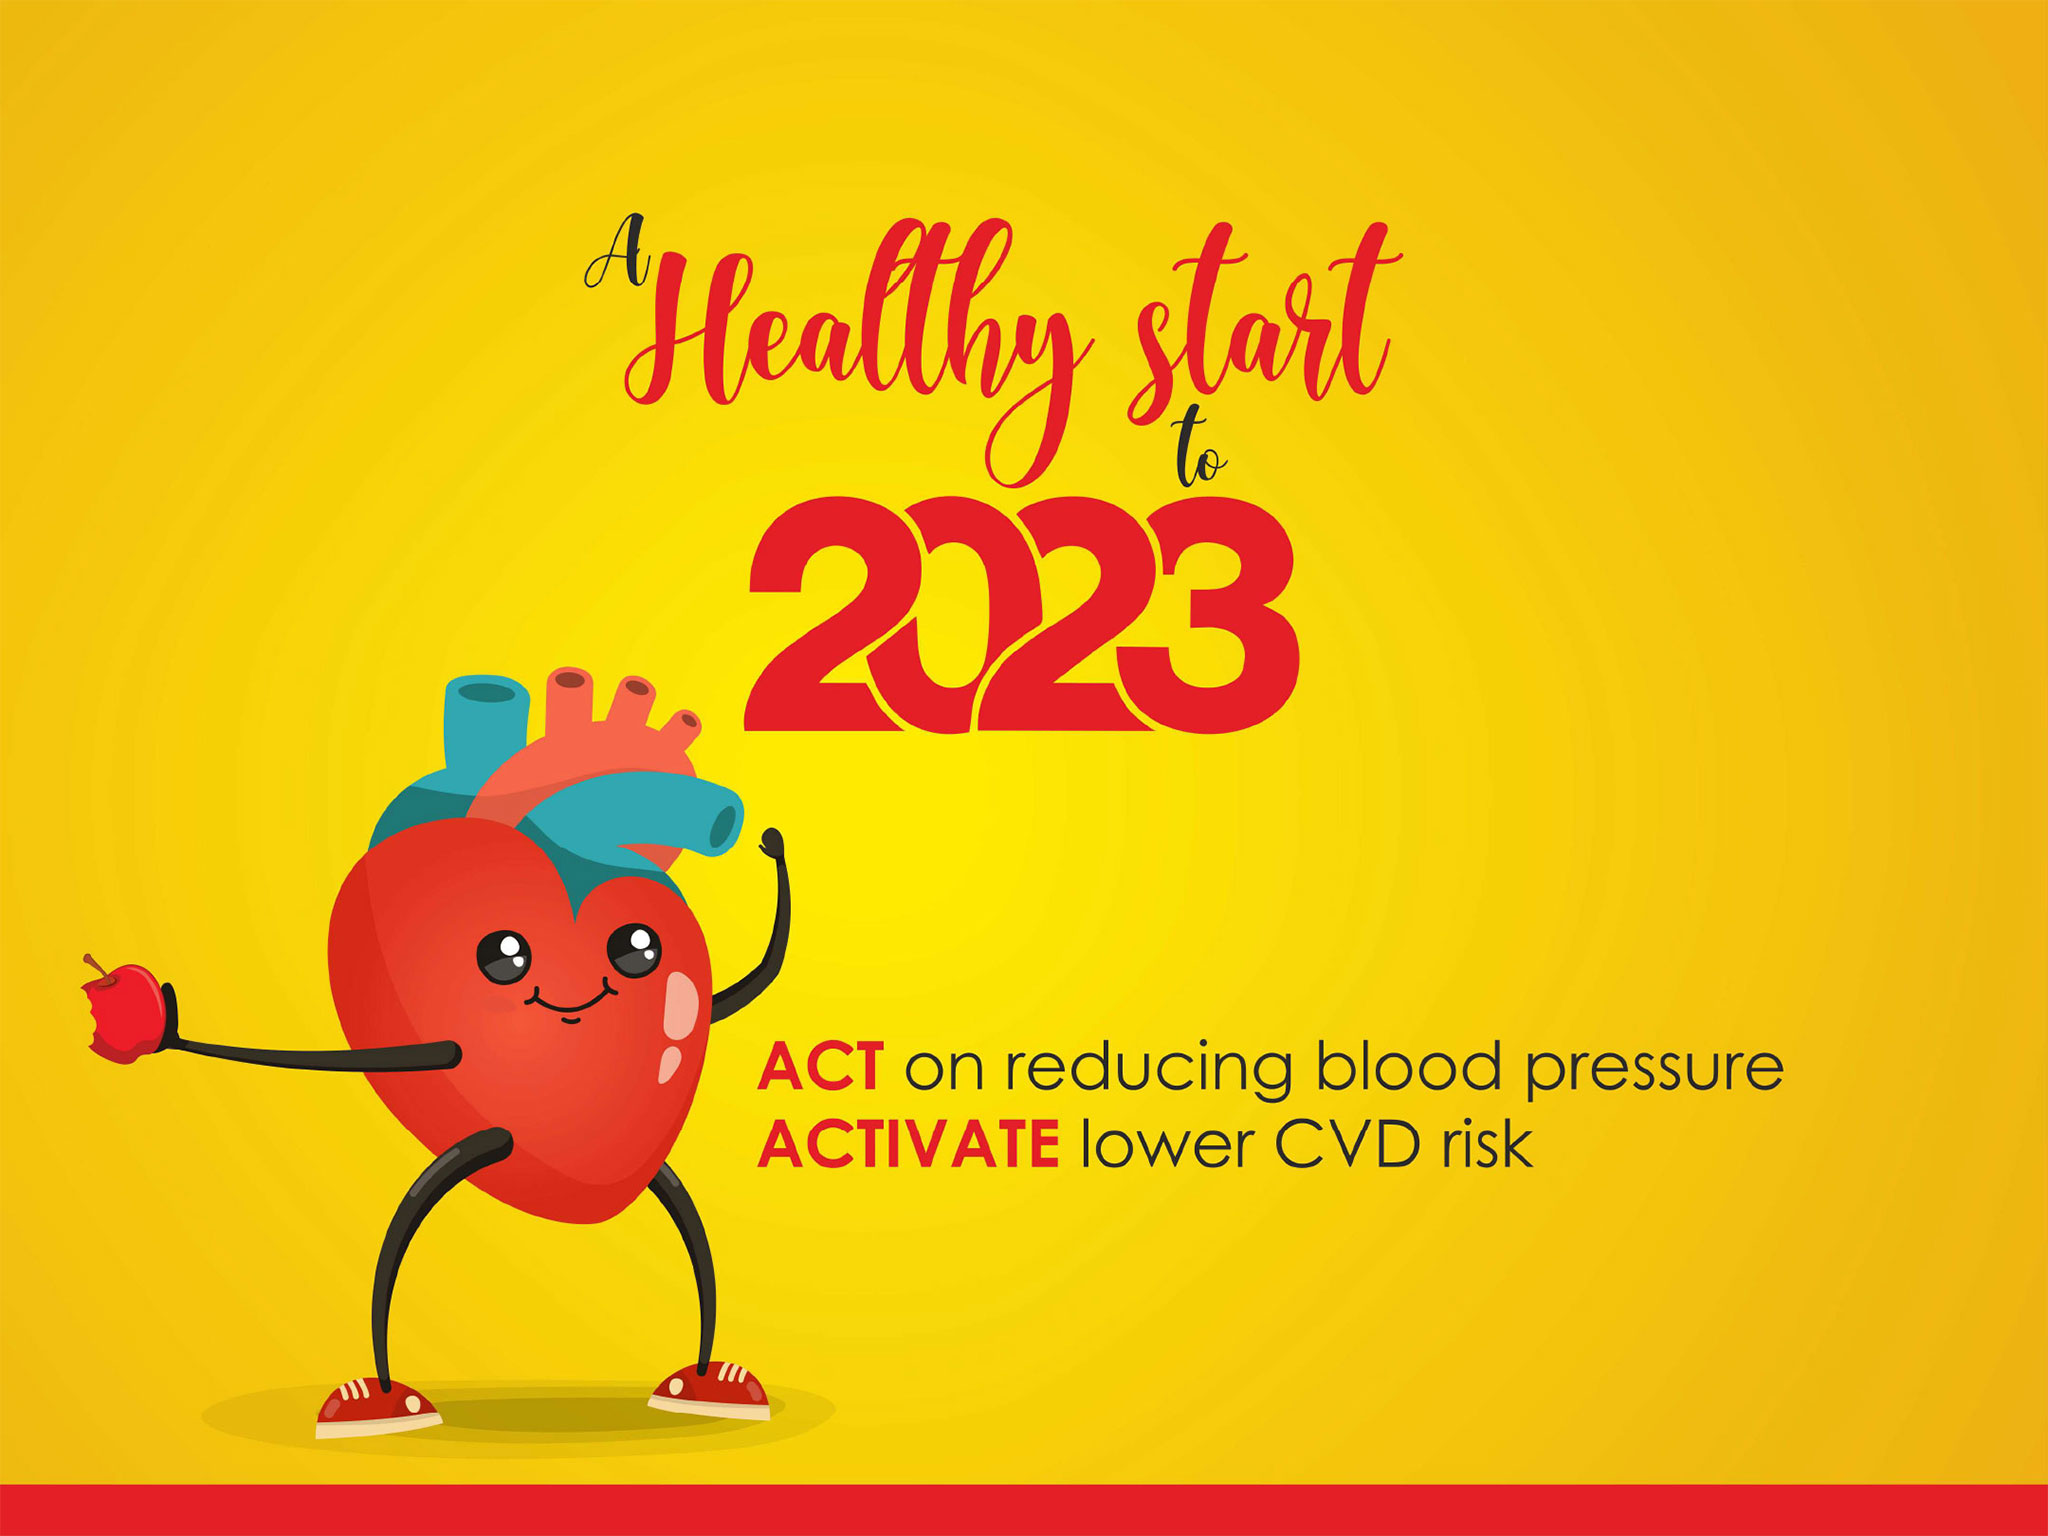 A Healthy start
to
2023
ACT on reducing blood pressure
ACTIVATE lower CVD risk